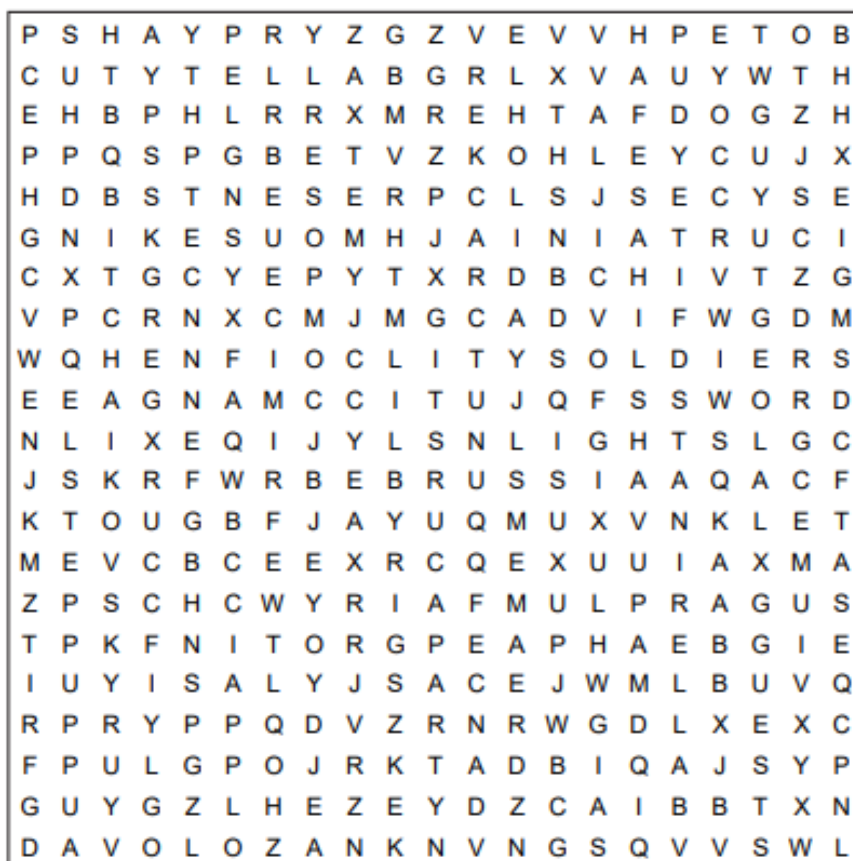 P S H A Y P R Y Z G Z V E V V H P E T O B
C U T Y T E L L A B G R L X V A U Y W T H
E H B P H L R R X M R E H T A F D O G Z H
P P Q S P G B E T V Z K O H L E Y C U J X
H D B S T N E S E R P C L S J S E C Y S E
G N I K E S U O M H J A I N I A T R U C I
C X T G C Y E P Y T X R D B C H I V T Z G
V P C R N X C M J M G C A D V I F W G D M
W Q H E N F I O C L I T Y S O L D I E R S
E E A G N A M C C I T U J Q F S S W O R D
N L I X E Q I J Y L S N L I G H T S L G C
J S K R F W R B E B R U S S I A A Q A C F
K T O U G B F J A Y U Q M U X V N K L E T
M E V C B C E E X R C Q E X U U I A X M A
Z P S C H C W Y R I A F M U L P R A G U S
T P K F N I T O R G P E A P H A E B G I E
I U Y I S A L Y J S A C E J W M L B U V Q
R P R Y P P Q D V Z R N R W G D L X E X C
F P U L G P O J R K T A D B I Q A J S Y P
G U Y G Z L H E Z E Y D Z C A I B B T X N
D A V O L O Z A N K N V N G S Q V V S W L